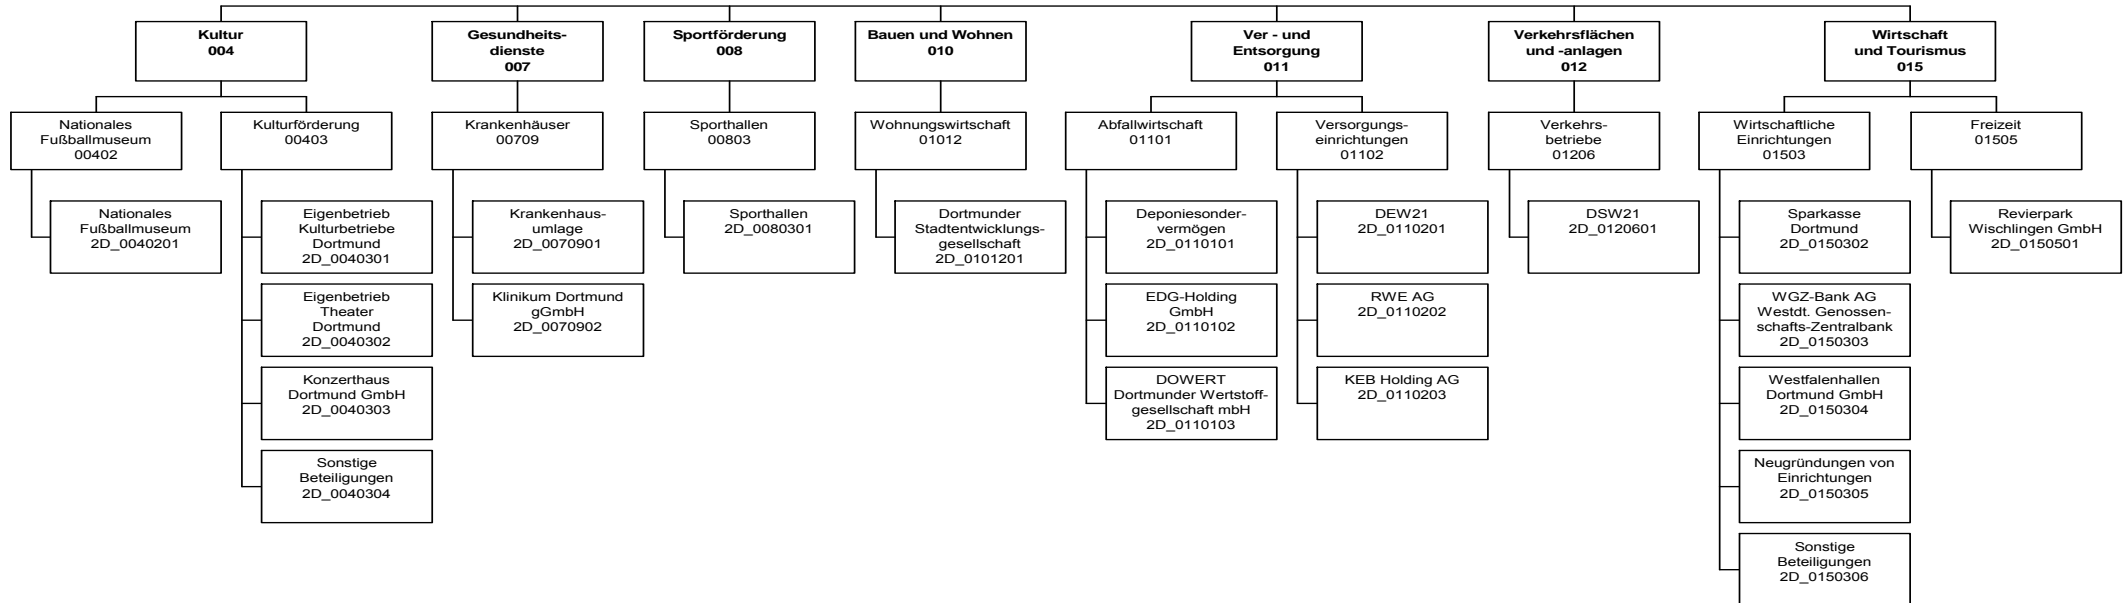 Kultur
004
Gesundheits-
dienste
007
Sportförderung
008
Bauen und Wohnen
010
Ver - und
Entsorgung
011
Verkehrsflächen
und -anlagen
012
Wirtschaft
und Tourismus
015
Nationales
Fußballmuseum
00402
Kulturförderung
00403
Krankenhäuser
00709
Sporthallen
00803
Wohnungswirtschaft
01012
Abfallwirtschaft
01101
Versorgungs-
einrichtungen
01102
Verkehrs-
betriebe
01206
Wirtschaftliche
Einrichtungen
01503
Freizeit
01505
Nationales
Fußballmuseum
2D_0040201
Eigenbetrieb
Kulturbetriebe
Dortmund
2D_0040301
Krankenhaus-
umlage
2D_0070901
Sporthallen
2D_0080301
Dortmunder
Stadtentwicklungs-
gesellschaft
2D_0101201
Deponiesonder-
vermögen
2D_0110101
DEW21
2D_0110201
DSW21
2D_0120601
Sparkasse
Dortmund
2D_0150302
Revierpark
Wischlingen GmbH
2D_0150501
Eigenbetrieb
Theater
Dortmund
2D_0040302
Klinikum Dortmund
gGmbH
2D_0070902
EDG-Holding
GmbH
2D_0110102
RWE AG
2D_0110202
WGZ-Bank AG
Westdt. Genossen-
schafts-Zentralbank
2D_0150303
Konzerthaus
Dortmund GmbH
2D_0040303
DOWERT
Dortmunder Wertstoff-
gesellschaft mbH
2D_0110103
KEB Holding AG
2D_0110203
Westfalenhallen
Dortmund GmbH
2D_0150304
Sonstige
Beteiligungen
2D_0040304
Neugründungen von
Einrichtungen
2D_0150305
Sonstige
Beteiligungen
2D_0150306